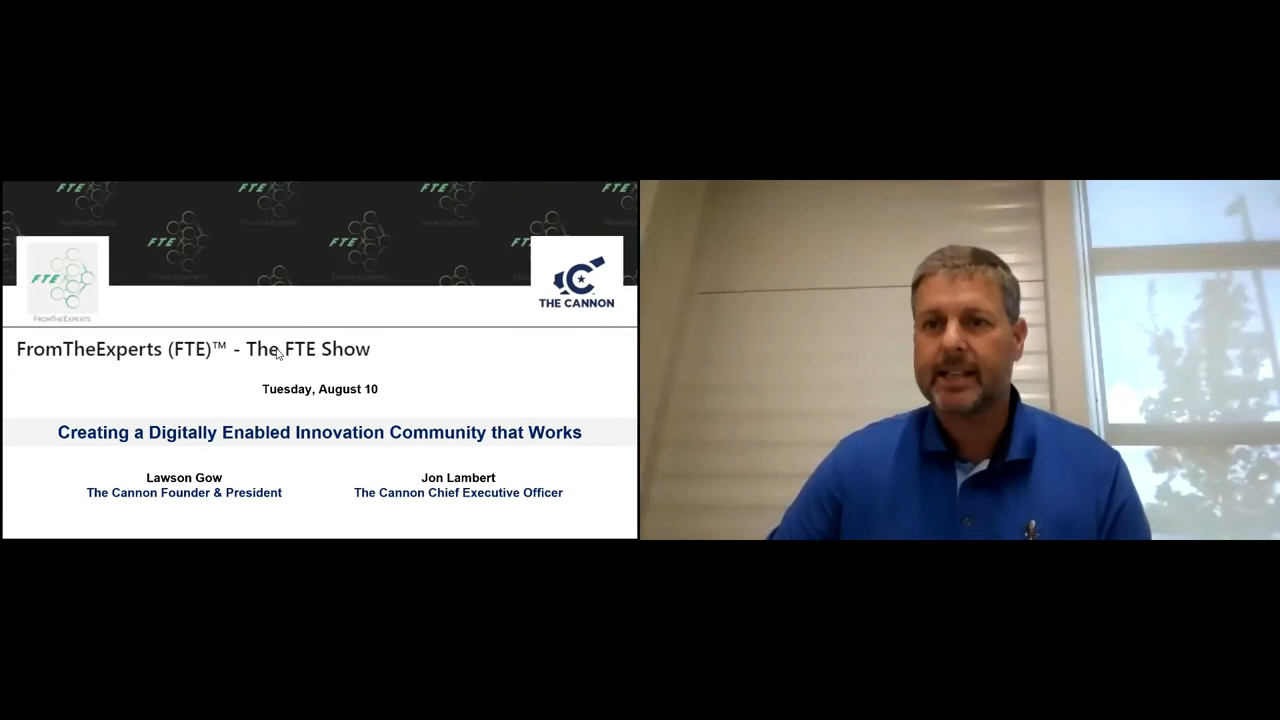 FTE
FTE
FTE
FTE
FTE
FTE
FTE
FTE
FROMTHEEXPERTS
THE CANNON
FromTheExperts (FTE)™ - The FTE Show
Tuesday, August 10
Creating a Digitally Enabled Innovation Community that Works
Lawson Gow
Jon Lambert
The Cannon Founder & President
The Cannon Chief Executive Officer